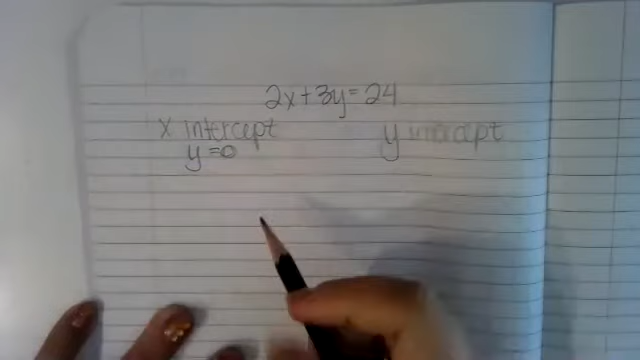 2x+3y=24
x intercept
y intercept
y=0